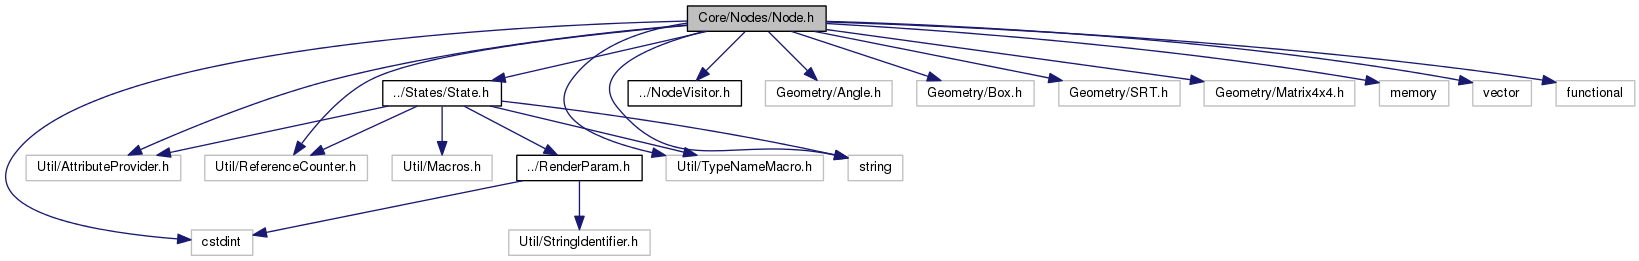 Core/Nodes/Node.h
../States/State.h
../NodeVisitor.h
Geometry/Angle.h
Geometry/Box.h
Geometry/SRT.h
Geometry/Matrix4x4.h
memory
vector
functional
Util/AttributeProvider.h
Util/ReferenceCounter.h
Util/Macros.h
../RenderParam.h
Util/TypeNameMacro.h
string
cstdint
Util/StringIdentifier.h